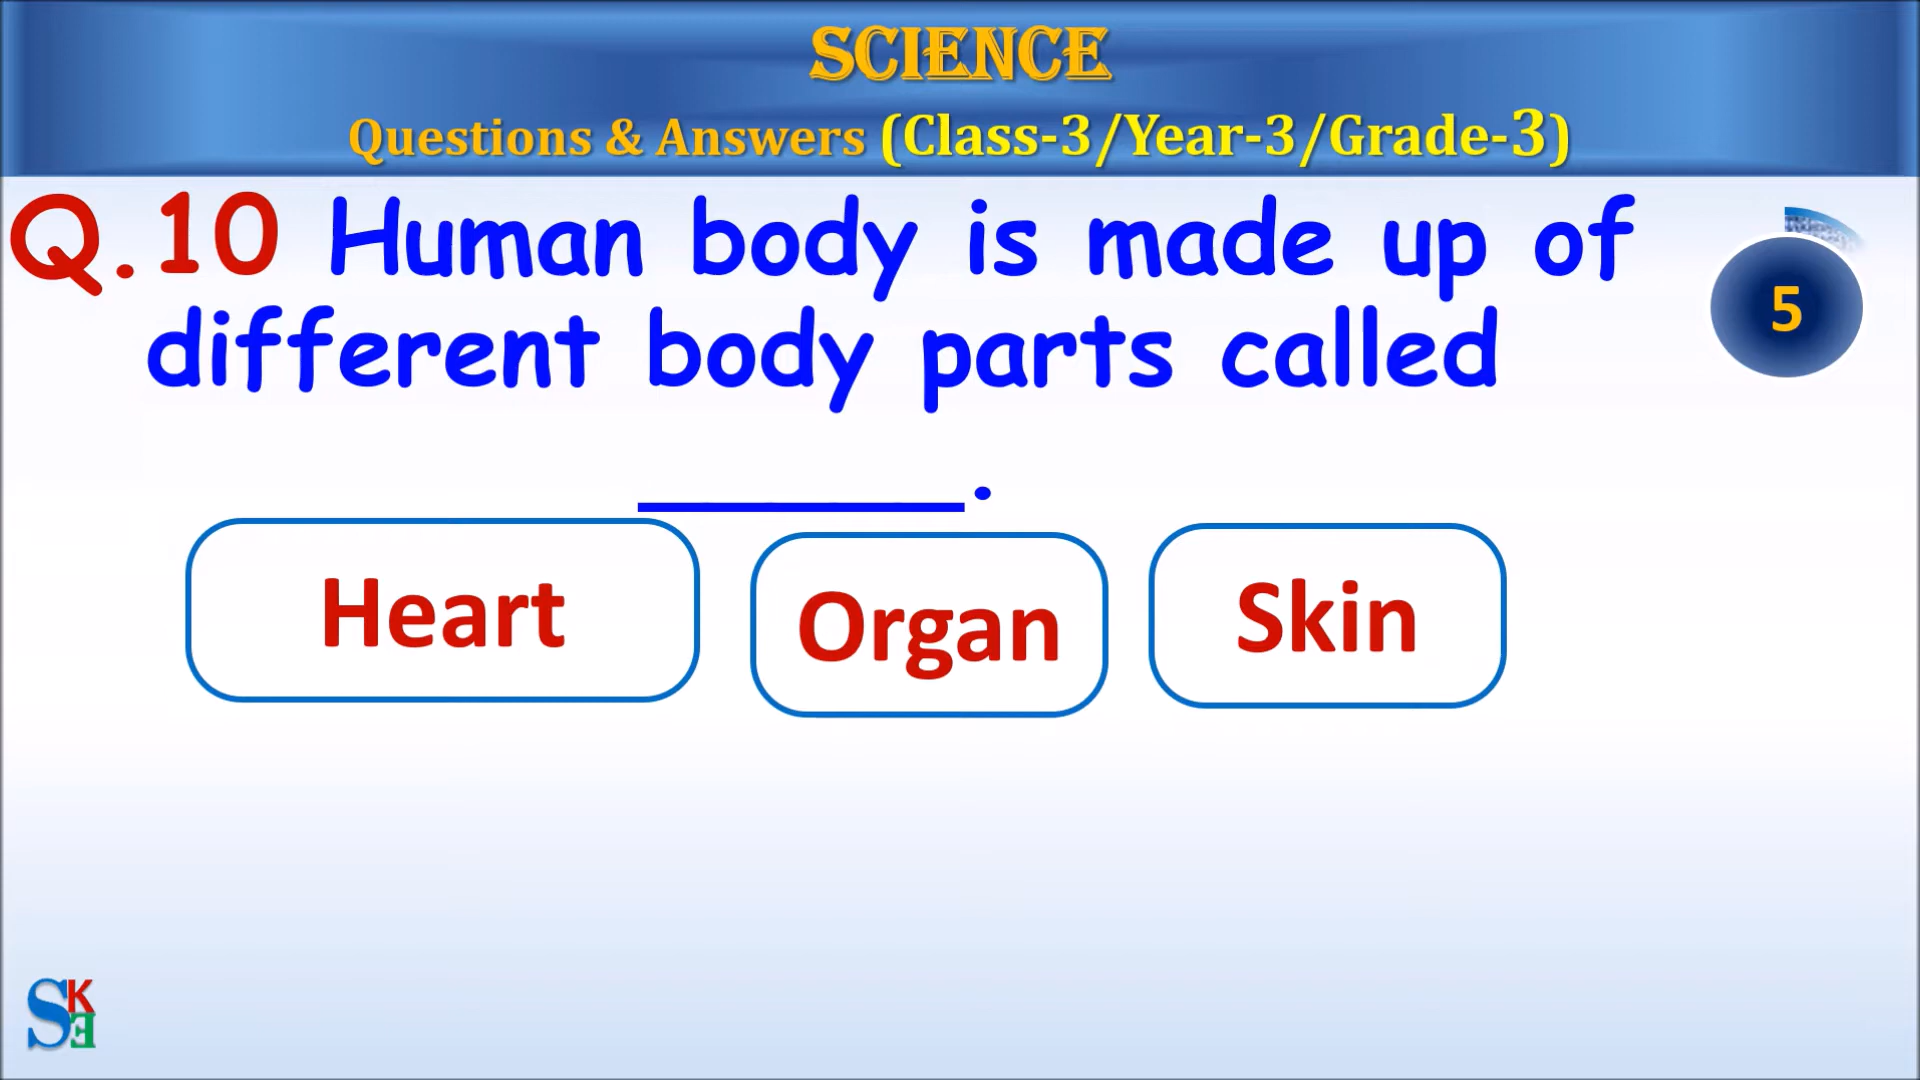 SCIENCE
Questions & Answers (Class-3/Year-3/Grade-3)
Q.10 Human body is made up of
5
different body parts called
______.
Heart
Organ
Skin
SKE